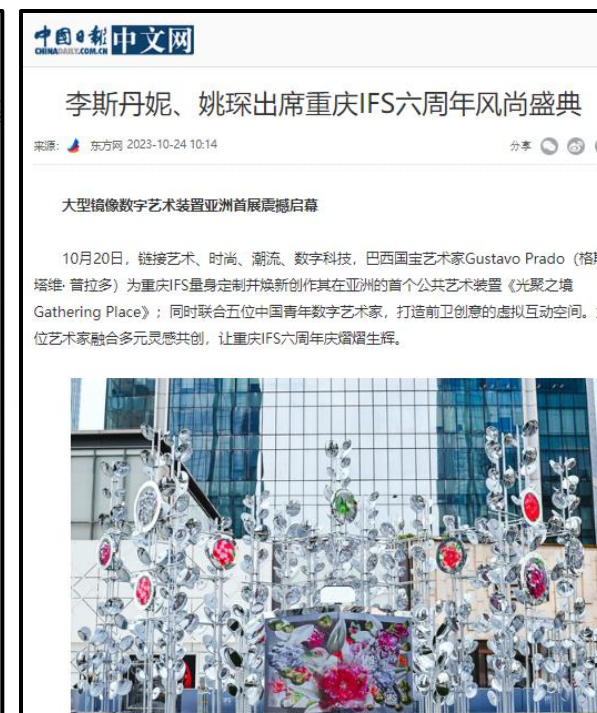 中国日报 中文网
CHINADAILY.COM.CN
李斯丹妮、姚琛出席重庆IFS六周年风尚盛典
来源: 东方网 2023-10-24 10:14
分享
大型镜像数字艺术装置亚洲首展震撼启幕
10月20日，链接艺术、时尚、潮流、数字科技，巴西国宝艺术家Gustavo Prado（格斯
塔维·普拉多）为重庆IFS量身定制并焕新创作其在亚洲的首个公共艺术装置《光聚之境
Gathering Place》；同时联合五位中国青年数字艺术家，打造前卫创意的虚拟互动空间。
位艺术家融合多元灵感共创，让重庆IFS六周年庆熠熠生辉。